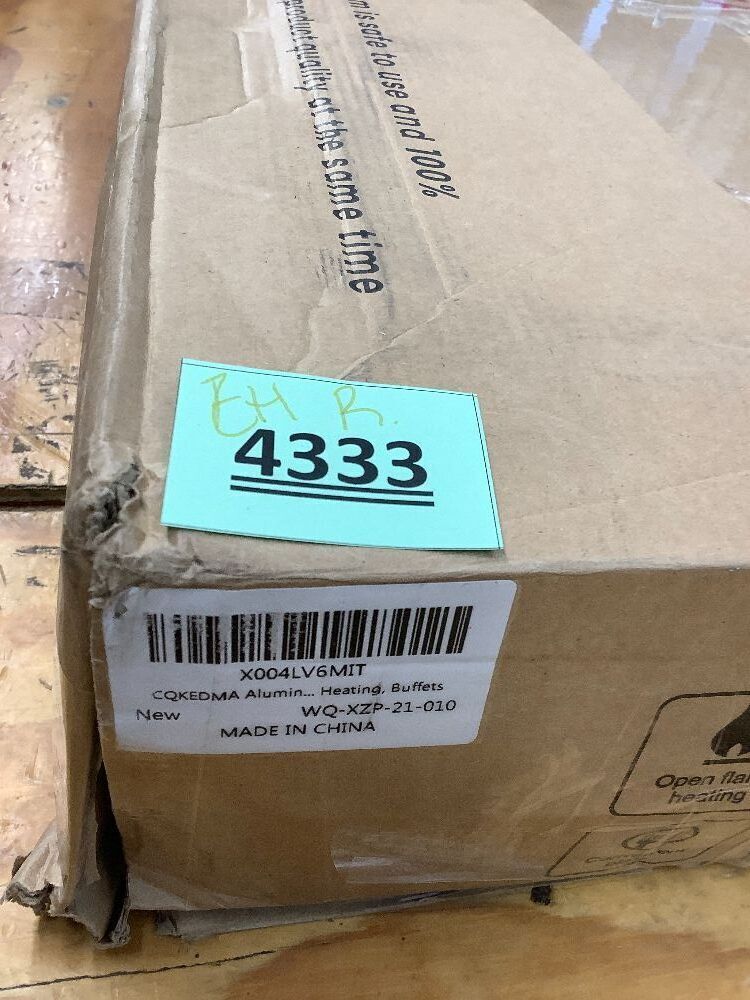 m is safe to use and 100%
product quality at the same time
EH R.
4333
X004LV6MIT
CQKEDMA Alumin... Heating, Buffets
New WQ-XZP-21-010
MADE IN CHINA
Open fla
heating